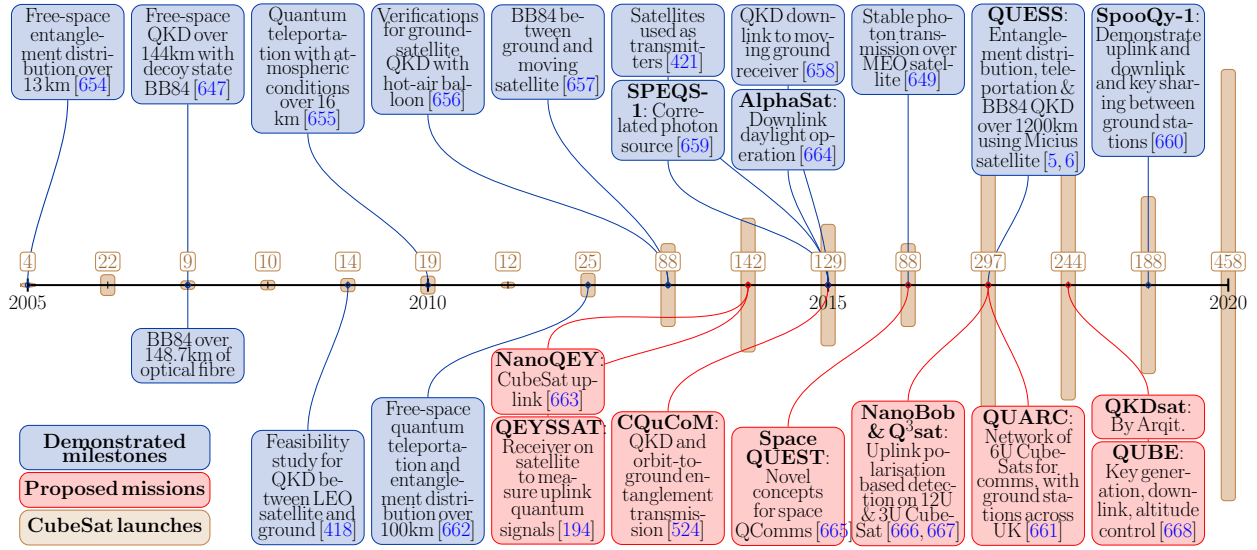 Free-space
entangle-
ment distri-
bution over
13 km [654]
Free-space
QKD over
144km with
decoy state
BB84 [647]
Quantum
teleporta-
tion with at-
mospheric
conditions
over 16
km [655]
Verifications
for ground-
satellite
QKD with
hot-air bal-
loon [656]
BB84 be-
tween
ground and
moving
satellite [657]
Satellites
used as
transmit-
ters [421]
SPEQS-
1: Corre-
lated photon
source [659]
QKD down-
link to mov-
ing ground
receiver [658]
AlphaSat:
Downlink
daylight op-
eration [664]
Stable pho-
ton trans-
mission over
MEO satel-
lite [649]
QUESS:
Entangle-
ment distri-
bution, tele-
portation &
BB84 QKD
over 1200km
using Micius
satellite [5, 6]
SpooQy-1:
Demonstrate
uplink and
downlink
and key shar-
ing between
ground sta-
tions [660]
4
22
9
10
14
19
12
25
88
142
129
88
297
244
188
458
2005
2010
2015
2020
BB84 over
148.7km of
optical fibre
Feasibility
study for
QKD be-
tween LEO
satellite and
ground [418]
Free-space
quantum
teleporta-
tion and
entangle-
ment distri-
bution over
100km [662]
NanoQEY:
CubeSat up-
link [663]
QEYSSAT:
Receiver on
satellite
to mea-
sure uplink
quantum
signals [194]
CQuCoM:
QKD and
orbit-to-
ground en-
tanglement
transmis-
sion [524]
Space
QUEST:
Novel
concepts
for space
QComms [665]
NanoBob
& Q³sat:
Uplink po-
larisation
based detec-
tion on 12U
& 3U Cube-
Sat [666, 667]
QUARC:
Network of
6U Cube-
Sats for
comms, with
ground sta-
tions across
UK [661]
QKDsat:
By Arqit.
QUBE:
Key gener-
ation, down-
link, altitude
control [668]
Demonstrated
milestones
Proposed missions
CubeSat launches